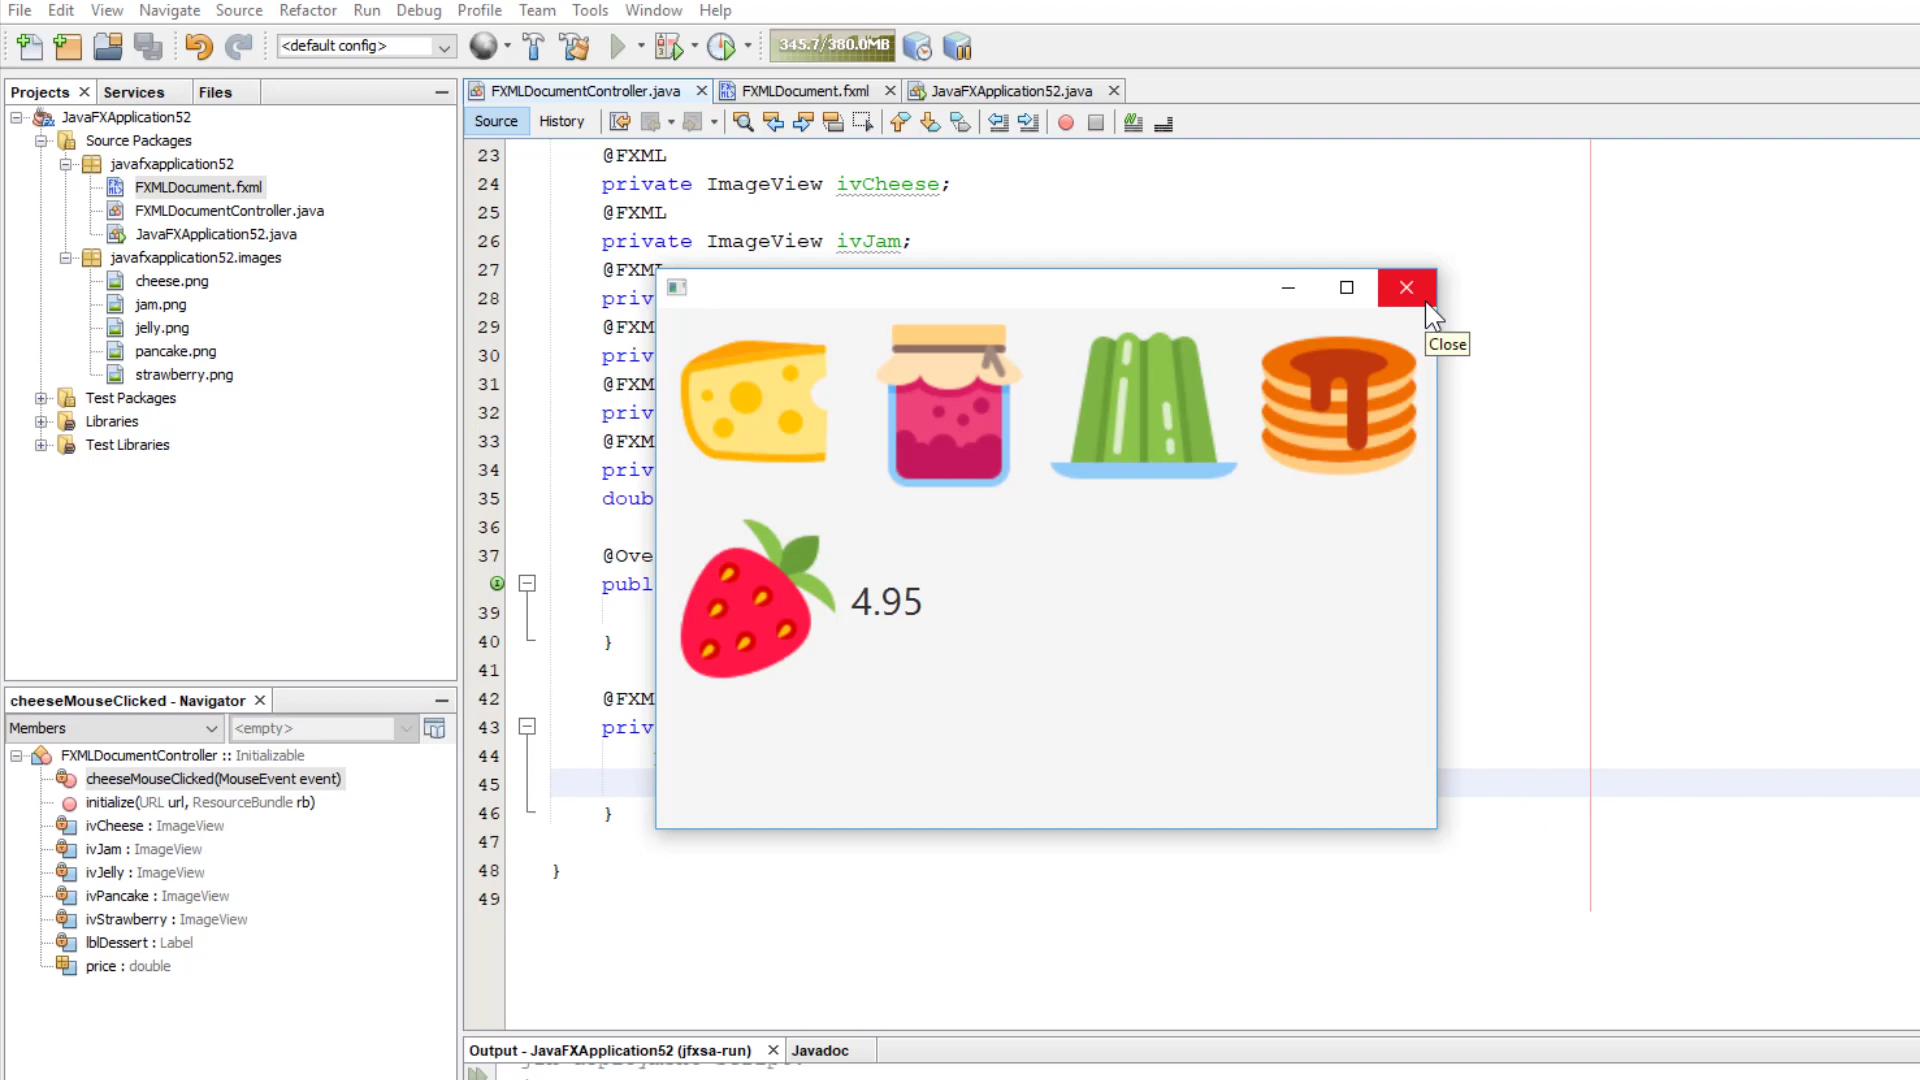 File Edit View Navigate Source Refactor Run Debug Profile Team Tools Window Help
<default config>
345.7/380.0MB
Projects Services Files
FXMLDocumentController.java FXMLDocument.fxml JavaFXApplication52.java
Source History
JavaFXApplication52
Source Packages
javafxapplication52
FXMLDocument.fxml
FXMLDocumentController.java
JavaFXApplication52.java
javafxapplication52.images
cheese.png
jam.png
jelly.png
pancake.png
strawberry.png
Test Packages
Libraries
Test Libraries
23 @FXML
24 private ImageView ivCheese;
25 @FXML
26 private ImageView ivJam;
27 @FXML
28 priv
29 @FXM
30 priv
31 @FXM
32 priv
33 @FXM
34 priv
35 doub
36
37 @Ove
publ
39
40 }
41
42 @FXM
43 priv
44
45
46 }
47
48 }
49
Close
4.95
cheeseMouseClicked - Navigator
Members <empty>
FXMLDocumentController :: Initializable
cheeseMouseClicked(MouseEvent event)
initialize(URL url, ResourceBundle rb)
ivCheese : ImageView
ivJam : ImageView
ivJelly : ImageView
ivPancake : ImageView
ivStrawberry : ImageView
lblDessert : Label
price : double
Output - JavaFXApplication52 (jfxsa-run) Javadoc